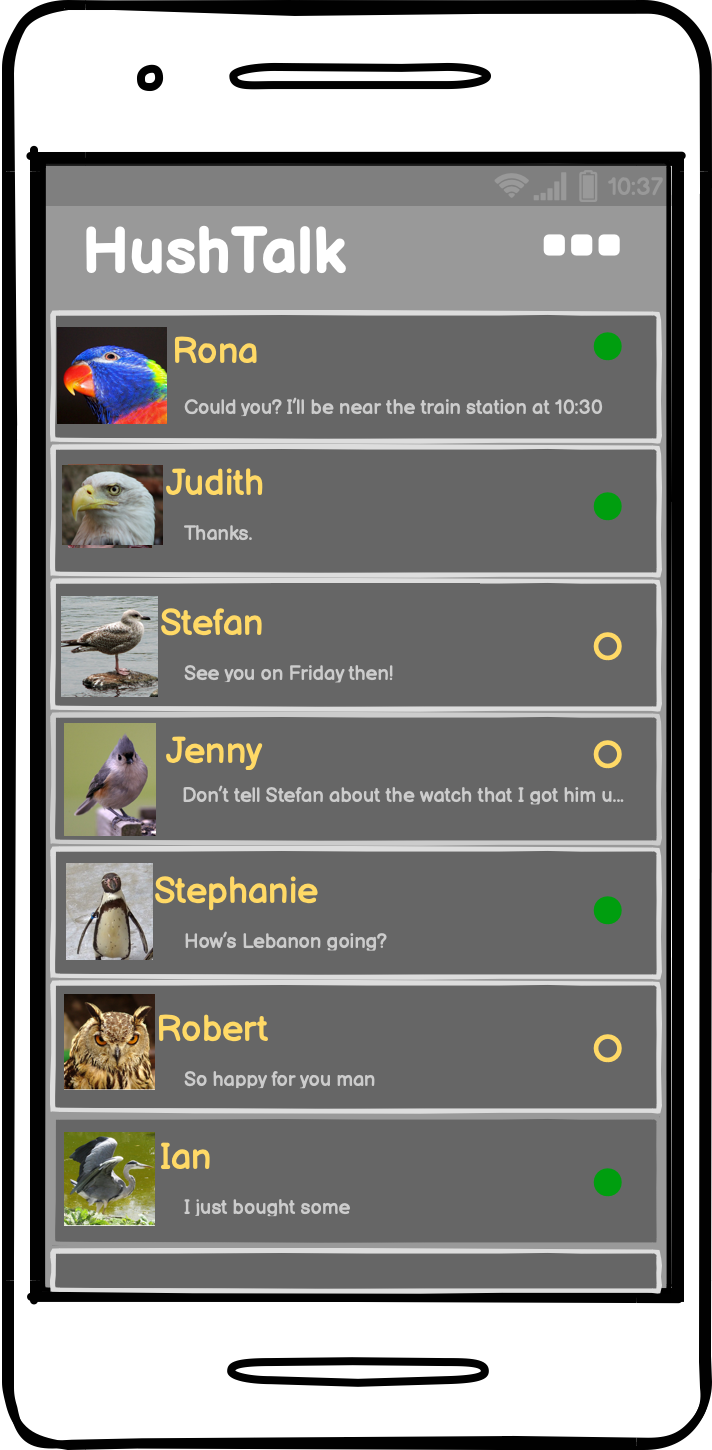 10:37
HushTalk
Rona
Could you? I'll be near the train station at 10:30
Judith
Thanks.
Stefan
See you on Friday then!
Jenny
Don't tell Stefan about the watch that I got him u...
Stephanie
How's Lebanon going?
Robert
So happy for you man
Ian
I just bought some